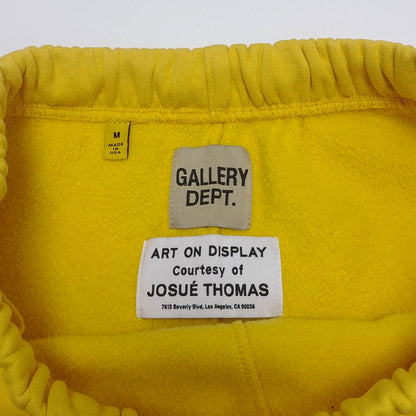 M
MADE
IN
USA
GALLERY
DEPT.
ART ON DISPLAY
Courtesy of
JOSUÉ THOMAS
7613 Beverly Blvd, Los Angeles, CA 90036